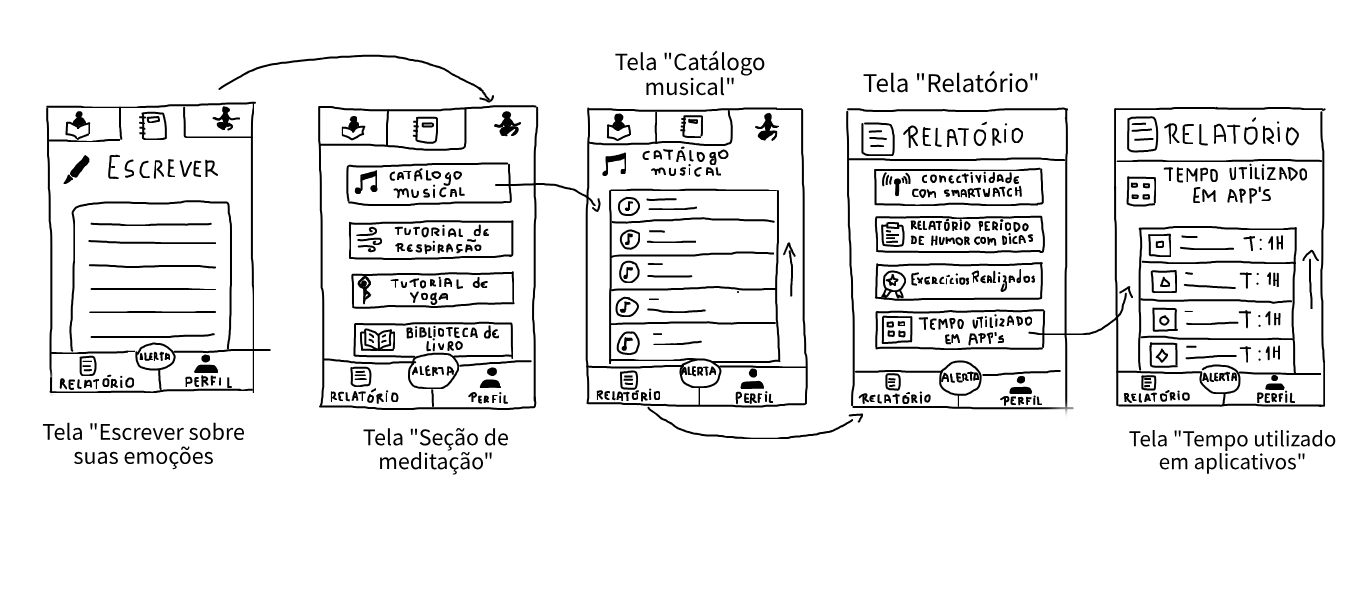 Tela "Escrever sobre
suas emoções
ESCREVER
RELATÓRIO
ALERTA
PERFIL
Tela "Seção de
meditação"
CATÁLOGO
MUSICAL
TUTORIAL de
RESPIRAÇÃO
TUTORIAL de
YOGA
BIBLIOTECA de
LIVRO
RELATÓRIO
ALERTA
PERFIL
Tela "Catálogo
musical"
CATÁLOGO
MUSICAL
RELATÓRIO
ALERTA
PERFIL
Tela "Relatório"
RELATÓRIO
CONECTIVIDADE
COM SMARTWATCH
RELATÓRIO PERÍODO
DE HUMOR COM DICAS
EXERCÍCIOS REALIZADOS
TEMPO UTILIZADO
EM APP'S
RELATÓRIO
ALERTA
PERFIL
RELATÓRIO
TEMPO UTILIZADO
EM APP'S
T:1H
T:1H
T:1H
T:1H
RELATÓRIO
ALERTA
PERFIL
Tela "Tempo utilizado
em aplicativos"